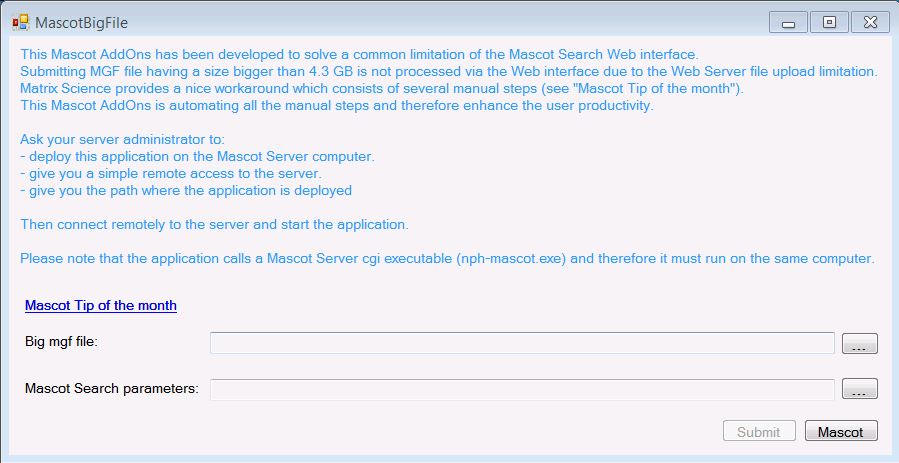 MascotBigFile
This Mascot AddOns has been developed to solve a common limitation of the Mascot Search Web interface.
Submitting MGF file having a size bigger than 4.3 GB is not processed via the Web interface due to the Web Server file upload limitation.
Matrix Science provides a nice workaround which consists of several manual steps (see "Mascot Tip of the month").
This Mascot AddOns is automating all the manual steps and therefore enhance the user productivity.
Ask your server administrator to:
- deploy this application on the Mascot Server computer.
- give you a simple remote access to the server.
- give you the path where the application is deployed
Then connect remotely to the server and start the application.
Please note that the application calls a Mascot Server cgi executable (nph-mascot.exe) and therefore it must run on the same computer.
Mascot Tip of the month
Big mgf file:
...
Mascot Search parameters:
...
Submit Mascot